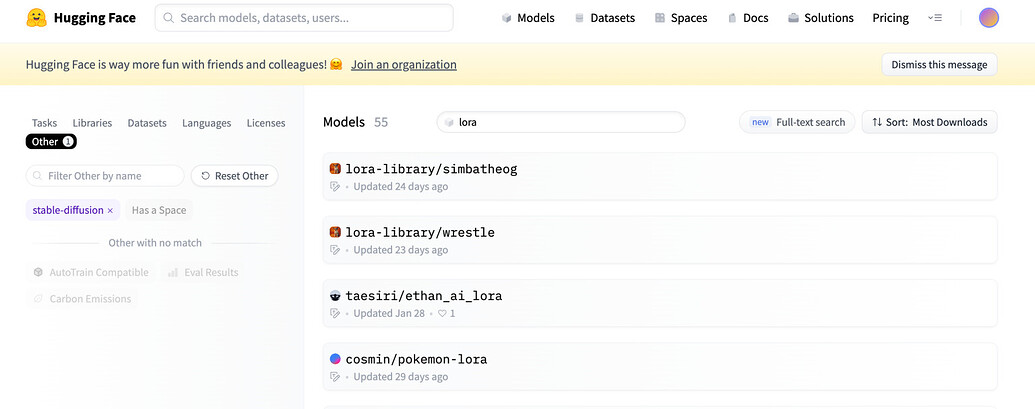 Hugging Face
Search models, datasets, users...
Models
Datasets
Spaces
Docs
Solutions
Pricing
Hugging Face is way more fun with friends and colleagues! 🤗 Join an organization
Dismiss this message
Tasks Libraries Datasets Languages Licenses
Other 1
Filter Other by name
Reset Other
stable-diffusion × Has a Space
Other with no match
AutoTrain Compatible Eval Results
Carbon Emissions
Models 55
lora
new Full-text search
Sort: Most Downloads
lora-library/simbatheog
• Updated 24 days ago
lora-library/wrestle
• Updated 23 days ago
taesiri/ethan_ai_lora
• Updated Jan 28 • ♡ 1
cosmin/pokemon-lora
• Updated 29 days ago